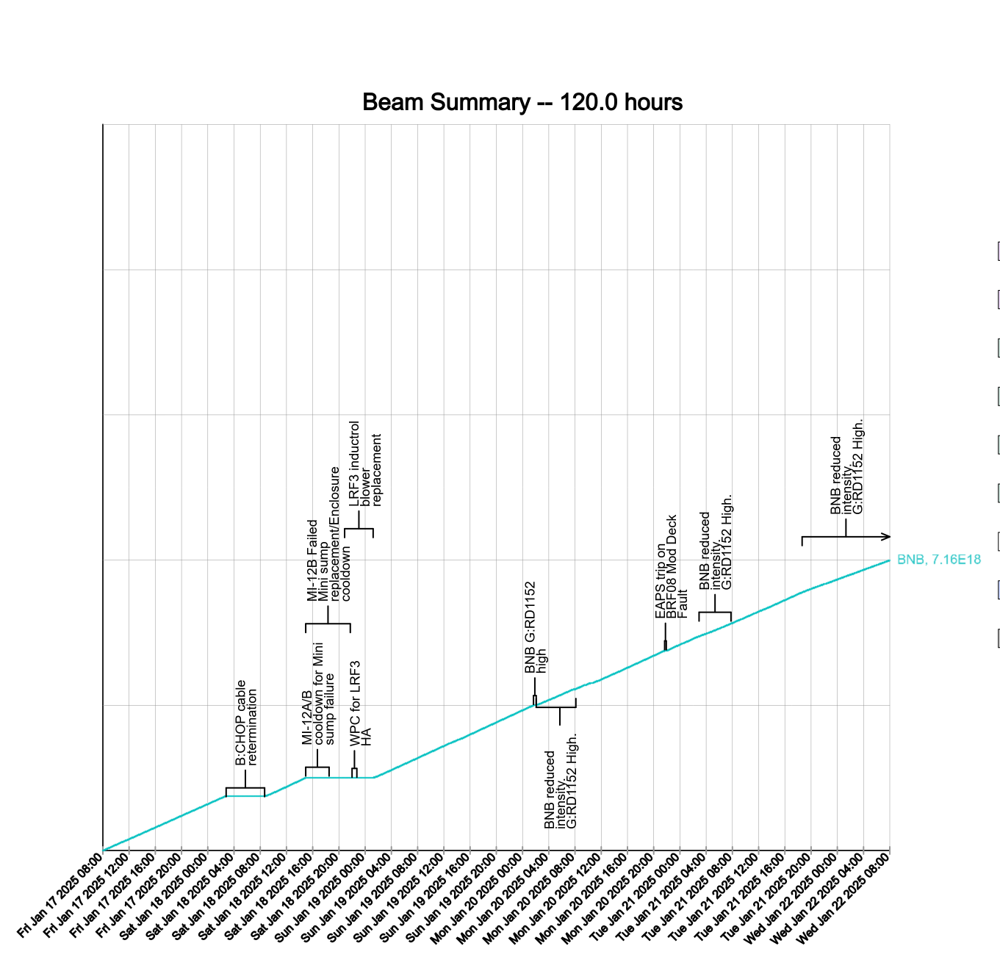 Beam Summary -- 120.0 hours
B:CHOP cable
retermination
MI-12A/B
cooldown for Mini
sump failure
MI-12B Failed
Mini sump
replacement/Enclosure
cooldown
WPC for LRF3
HA
LRF3 inductrol
blower
replacement
BNB G:RD1152
high
BNB reduced
intensity.
G:RD1152 High.
EAPS trip on
BRF08 Mod Deck
Fault
BNB reduced
intensity.
G:RD1152 High.
BNB reduced
intensity.
G:RD1152 High.
BNB, 7.16E18
Fri Jan 17 2025 08:00
Fri Jan 17 2025 12:00
Fri Jan 17 2025 16:00
Fri Jan 17 2025 20:00
Sat Jan 18 2025 00:00
Sat Jan 18 2025 04:00
Sat Jan 18 2025 08:00
Sat Jan 18 2025 12:00
Sat Jan 18 2025 16:00
Sat Jan 18 2025 20:00
Sun Jan 19 2025 00:00
Sun Jan 19 2025 04:00
Sun Jan 19 2025 08:00
Sun Jan 19 2025 12:00
Sun Jan 19 2025 16:00
Sun Jan 19 2025 20:00
Mon Jan 20 2025 00:00
Mon Jan 20 2025 04:00
Mon Jan 20 2025 08:00
Mon Jan 20 2025 12:00
Mon Jan 20 2025 16:00
Mon Jan 20 2025 20:00
Tue Jan 21 2025 00:00
Tue Jan 21 2025 04:00
Tue Jan 21 2025 08:00
Tue Jan 21 2025 12:00
Tue Jan 21 2025 16:00
Tue Jan 21 2025 20:00
Wed Jan 22 2025 00:00
Wed Jan 22 2025 04:00
Wed Jan 22 2025 08:00